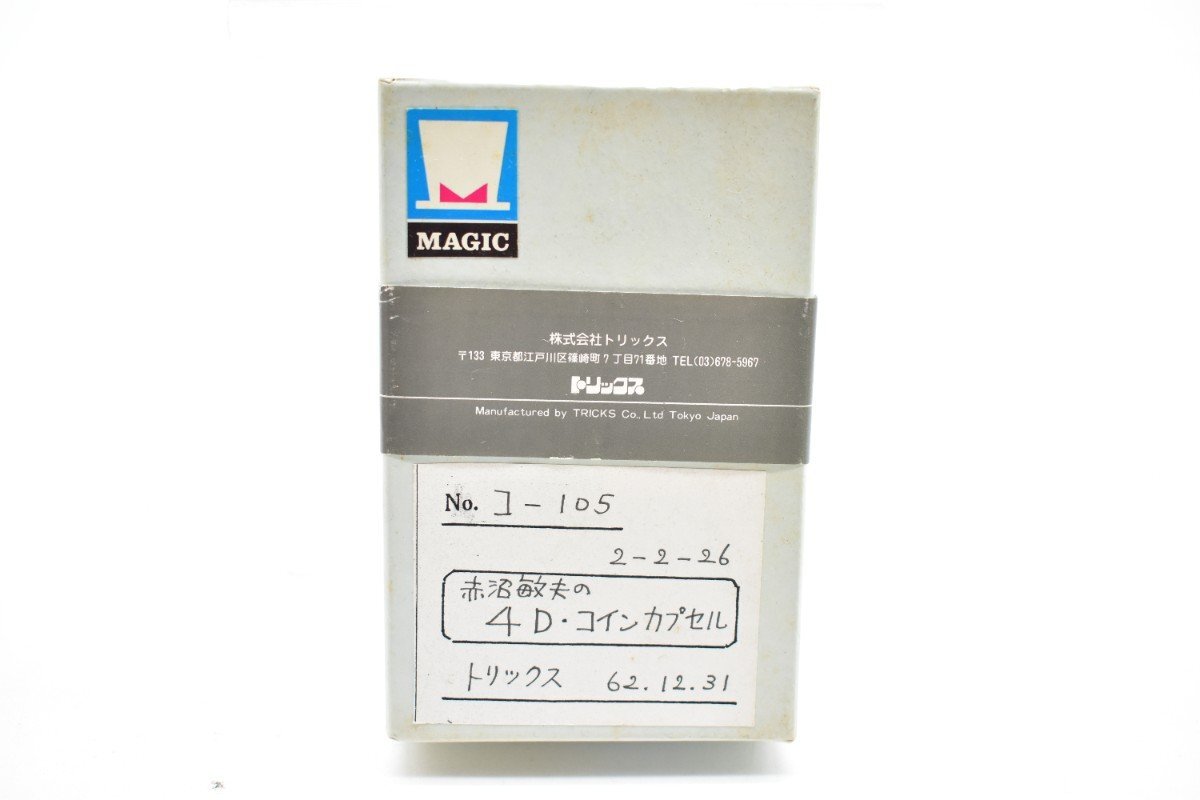 MAGIC
株式会社トリックス
〒133 東京都江戸川区篠崎町7丁目71番地 TEL(03)678-5967
トリックス
Manufactured by TRICKS Co., Ltd Tokyo Japan
No. コ-105
2-2-26
赤沼敏夫の
4D・コインカプセル
トリックス 62.12.31